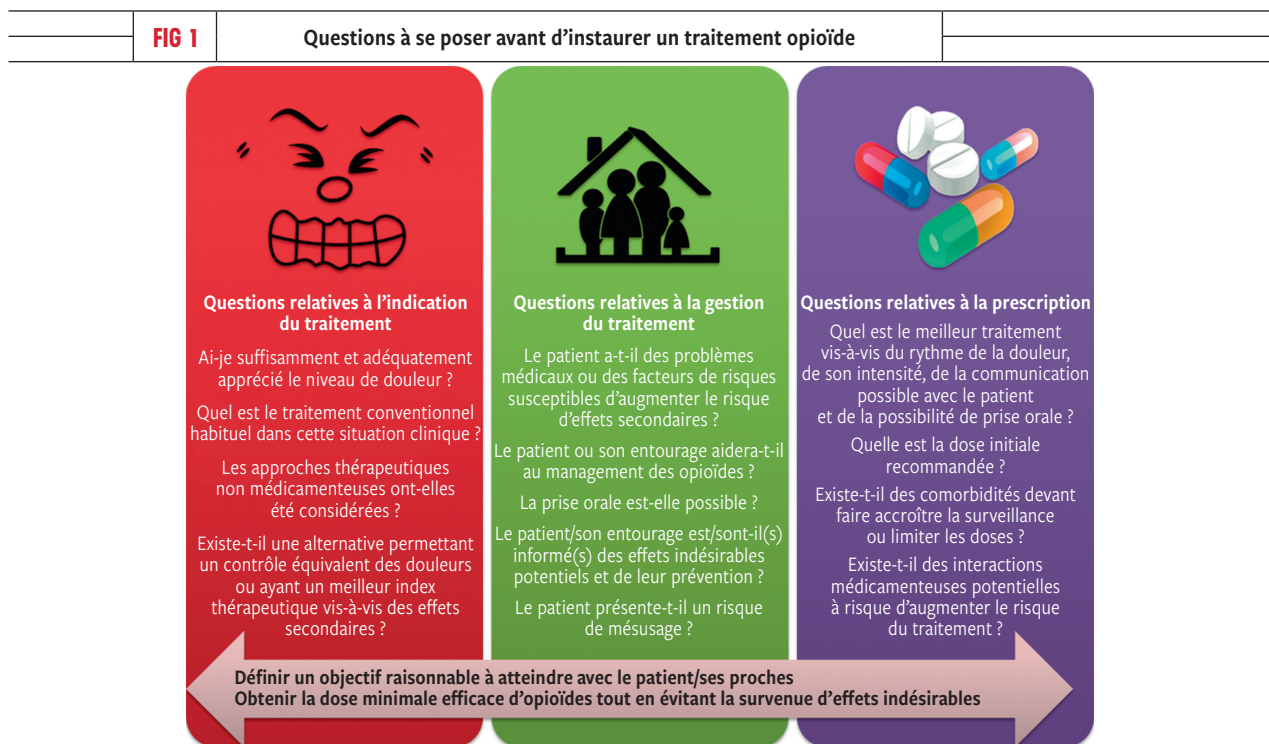 FIG 1
Questions à se poser avant d’instaurer un traitement opioïde
Questions relatives à l’indication
du traitement
Ai-je suffisamment et adéquatement
apprécié le niveau de douleur ?
Quel est le traitement conventionnel
habituel dans cette situation clinique ?
Les approches thérapeutiques
non médicamenteuses ont-elles
été considérées ?
Existe-t-il une alternative permettant
un contrôle équivalent des douleurs
ou ayant un meilleur index
thérapeutique vis-à-vis des effets
secondaires ?
Questions relatives à la gestion
du traitement
Le patient a-t-il des problèmes
médicaux ou des facteurs de risques
susceptibles d’augmenter le risque
d’effets secondaires ?
Le patient ou son entourage aidera-t-il
au management des opioïdes ?
La prise orale est-elle possible ?
Le patient/son entourage est/sont-il(s)
informé(s) des effets indésirables
potentiels et de leur prévention ?
Le patient présente-t-il un risque
de mésusage ?
Questions relatives à la prescription
Quel est le meilleur traitement
vis-à-vis du rythme de la douleur,
de son intensité, de la communication
possible avec le patient
et de la possibilité de prise orale ?
Quelle est la dose initiale
recommandée ?
Existe-t-il des comorbidités devant
faire accroître la surveillance
ou limiter les doses ?
Existe-t-il des interactions
médicamenteuses potentielles
à risque d’augmenter le risque
du traitement ?
Définir un objectif raisonnable à atteindre avec le patient/ses proches
Obtenir la dose minimale efficace d’opioïdes tout en évitant la survenue d’effets indésirables